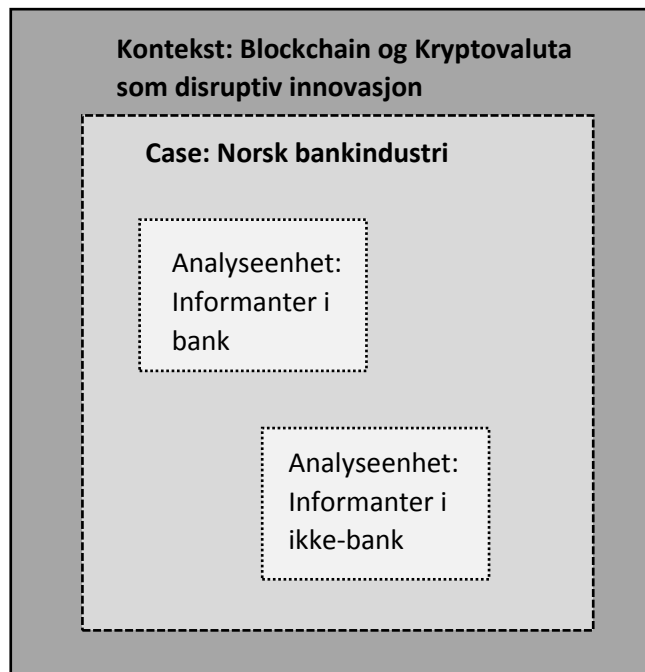 Kontekst: Blockchain og Kryptovaluta
som disruptiv innovasjon
Case: Norsk bankindustri
Analyseenhet:
Informanter i
bank
Analyseenhet:
Informanter i
ikke-bank